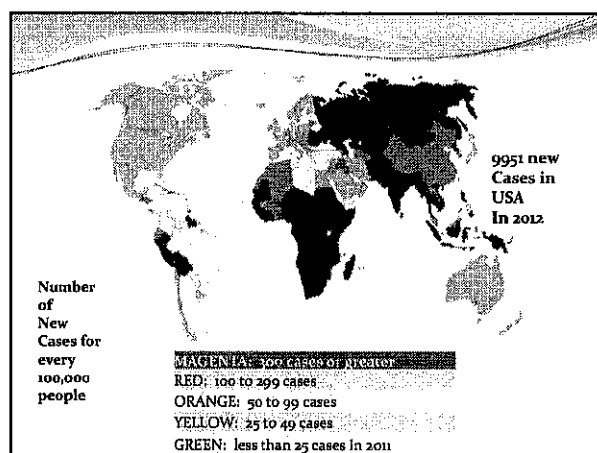 9951 new
Cases in
USA
In 2012
Number
of
New
Cases for
every
100,000
people
MAGENTA: 300 cases or greater
RED: 100 to 299 cases
ORANGE: 50 to 99 cases
YELLOW: 25 to 49 cases
GREEN: less than 25 cases in 2011